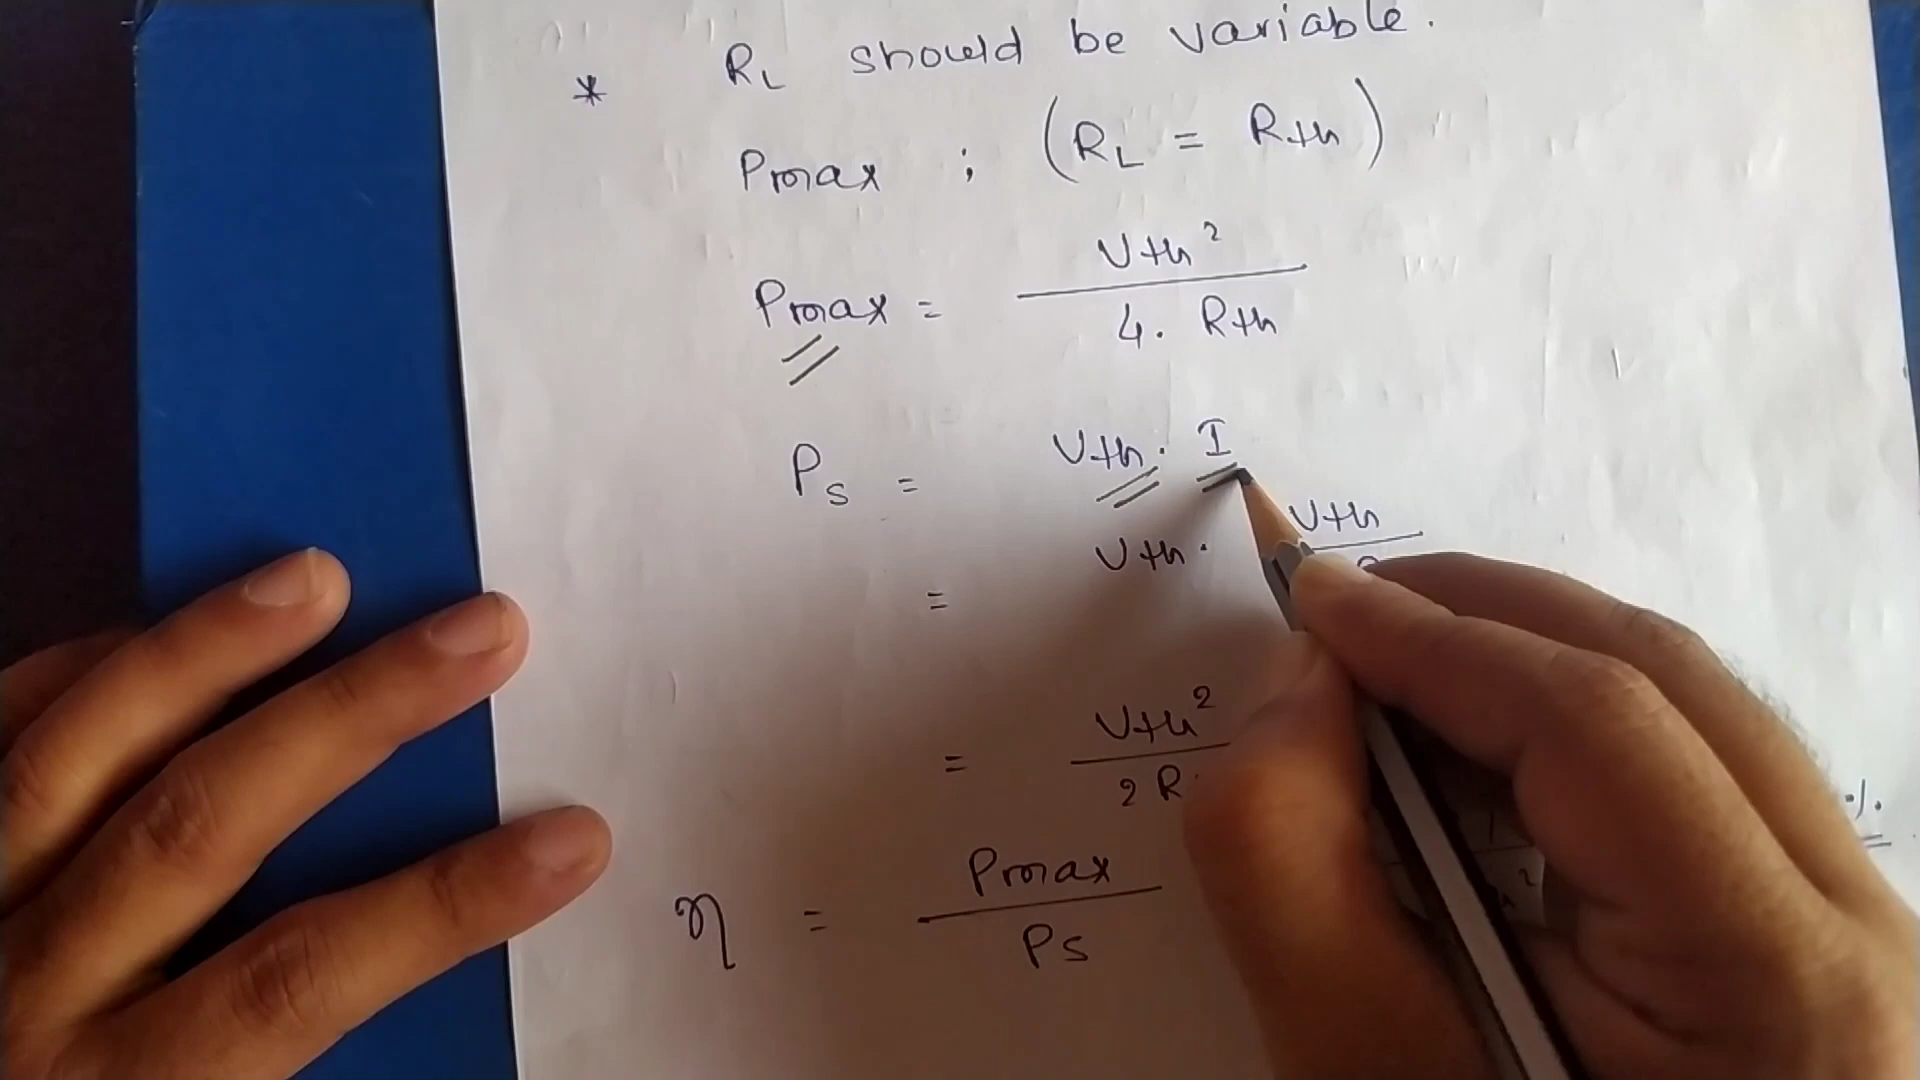 * RL should be variable.
Pmax ; (RL = Rth)
Pmax = Vth² / 4. Rth
Ps = Vth. I
= Vth. Vth
= Vth² / 2 R
η = Pmax / Ps